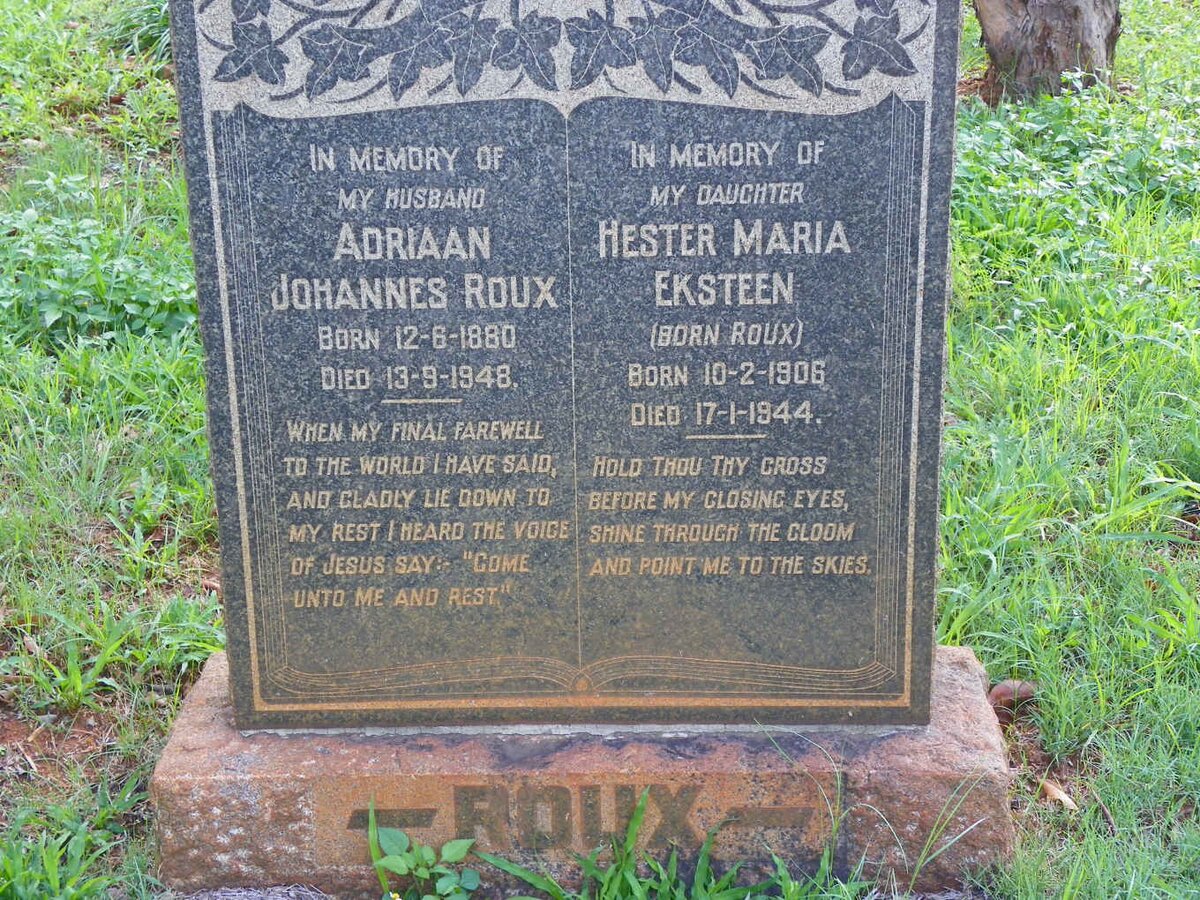 IN MEMORY OF
MY HUSBAND
ADRIAAN
JOHANNES ROUX
BORN 12-6-1880
DIED 13-9-1948.
WHEN MY FINAL FAREWELL
TO THE WORLD I HAVE SAID,
AND GLADLY LIE DOWN TO
MY REST I HEARD THE VOICE
OF JESUS SAY:- "COME
UNTO ME AND REST."
IN MEMORY OF
MY DAUGHTER
HESTER MARIA
EKSTEEN
(BORN ROUX)
BORN 10-2-1906
DIED 17-1-1944.
HOLD THOU THY CROSS
BEFORE MY CLOSING EYES,
SHINE THROUGH THE GLOOM
AND POINT ME TO THE SKIES.
ROUX